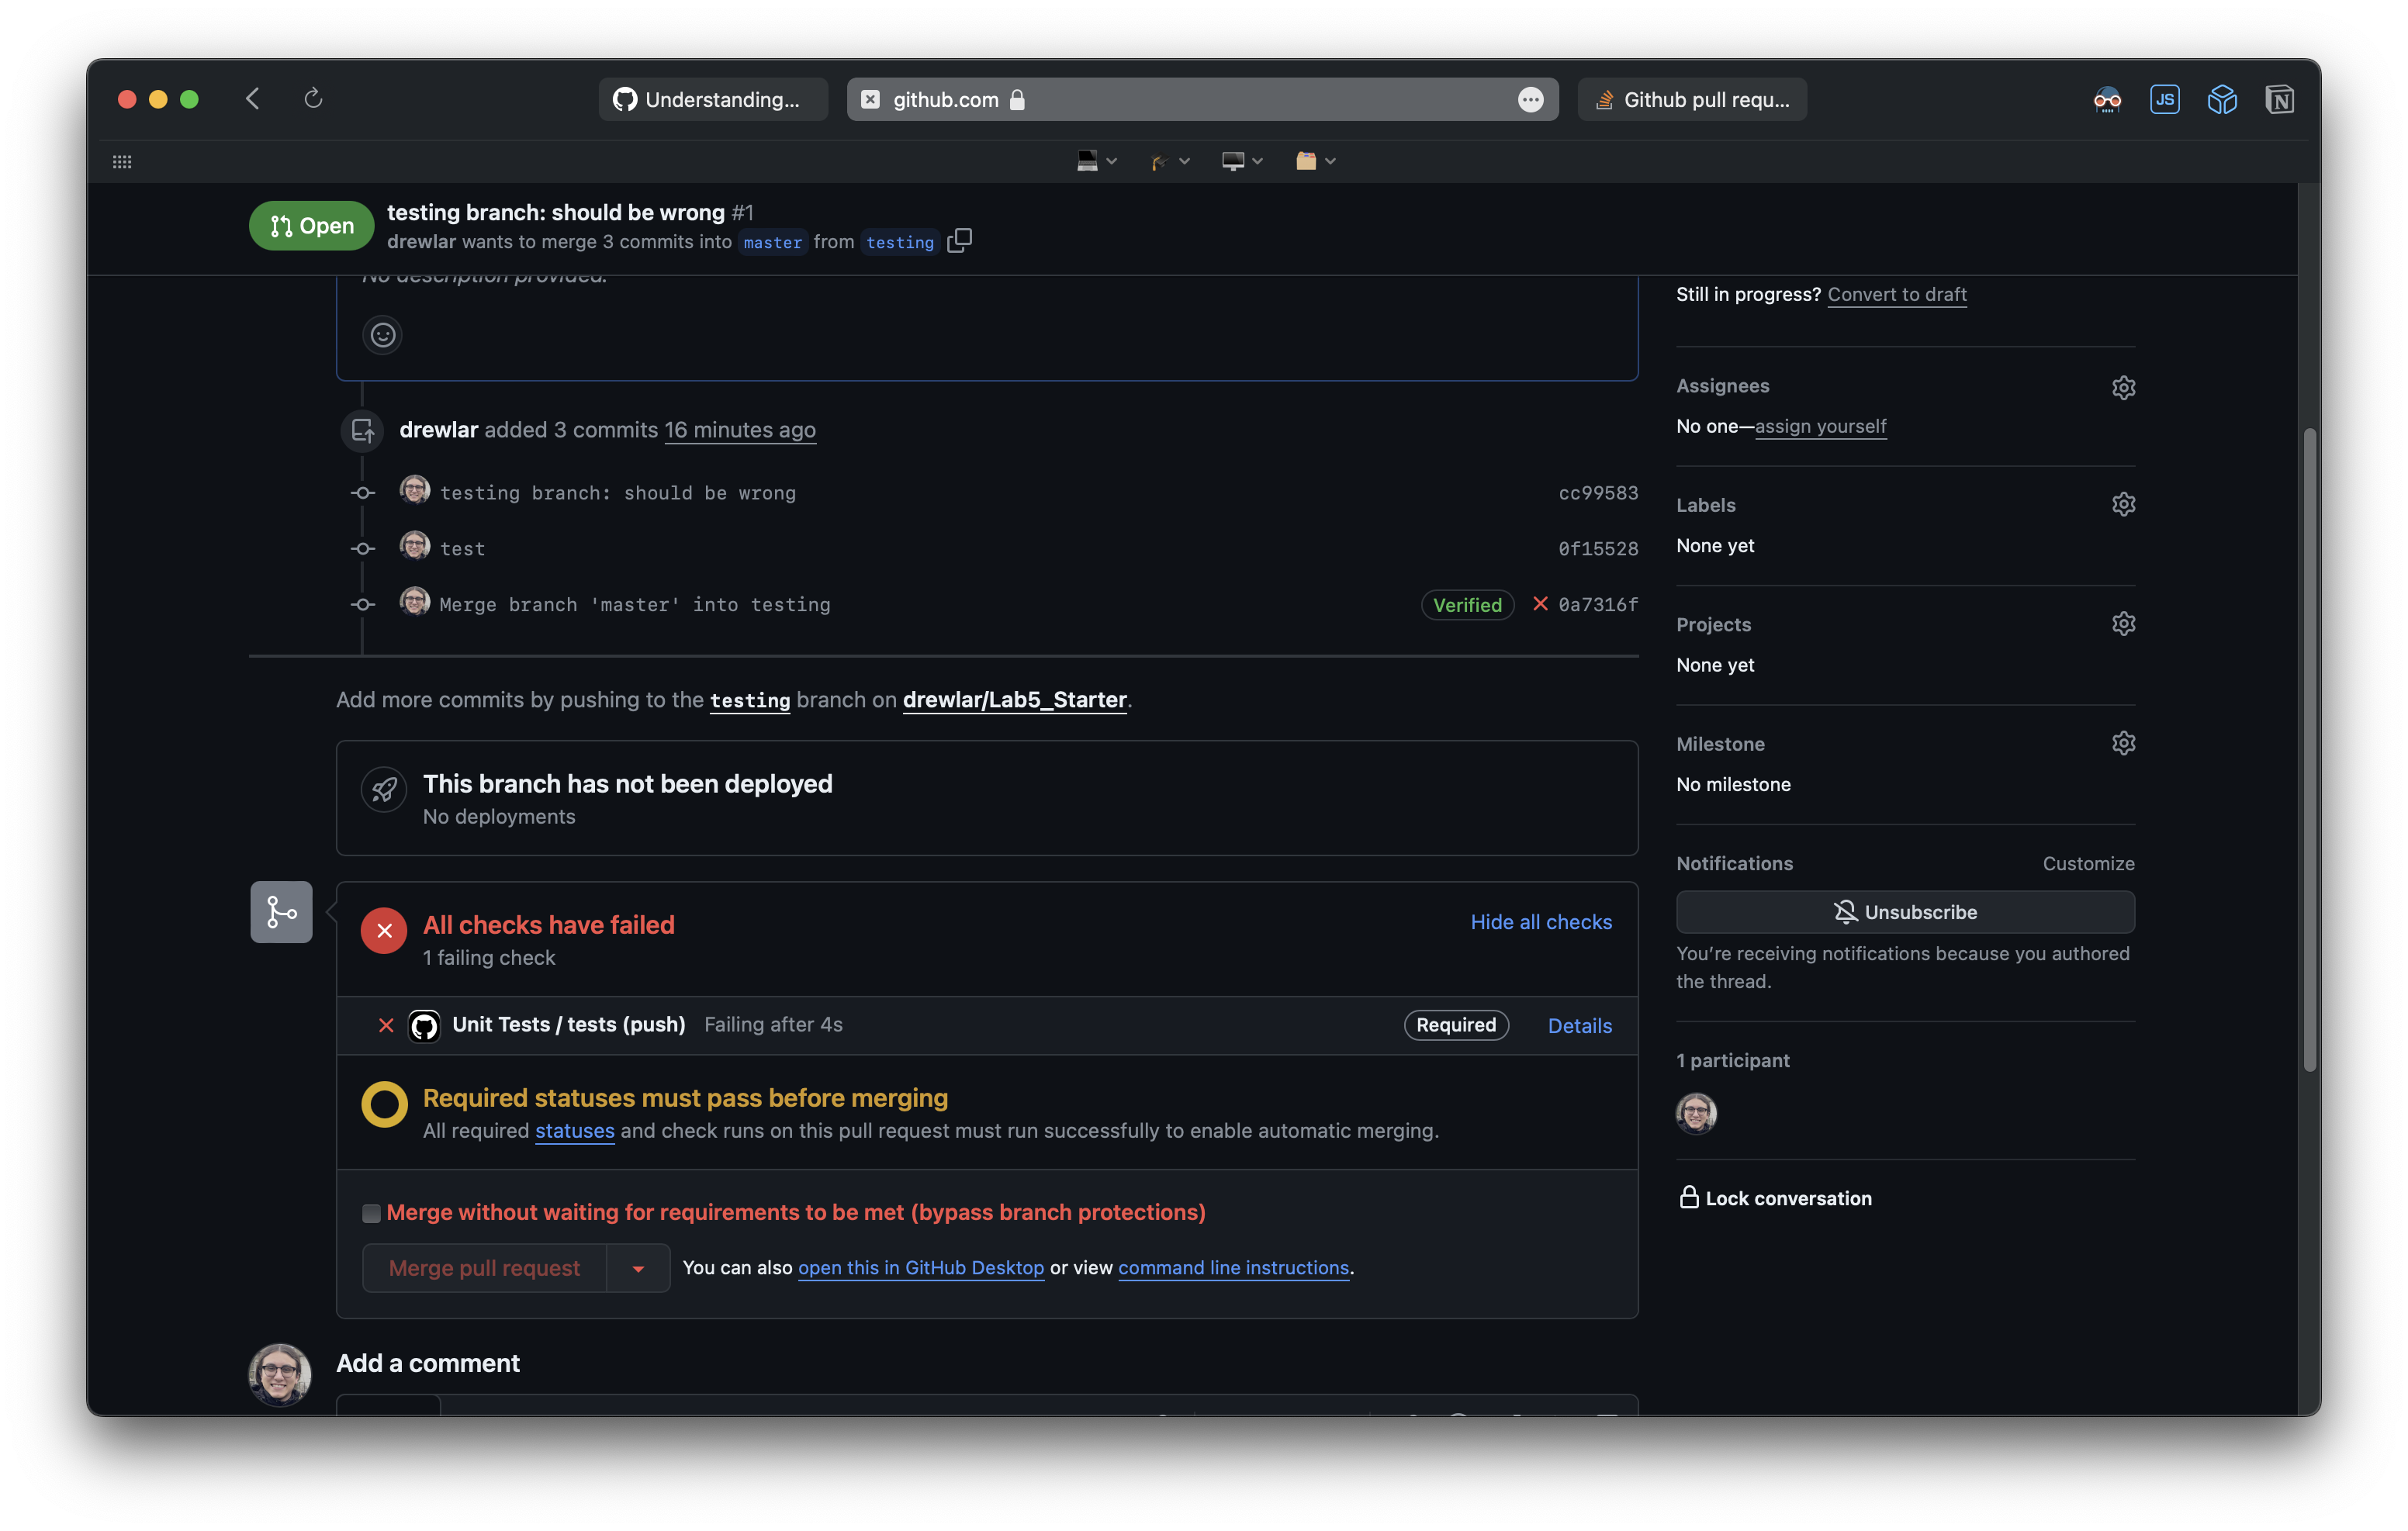 Understanding...
github.com
Github pull requ...
JS
N
Open
testing branch: should be wrong #1
drewlar wants to merge 3 commits into master from testing
No description provided.
Still in progress? Convert to draft
drewlar added 3 commits 16 minutes ago
testing branch: should be wrong cc99583
test 0f15528
Merge branch 'master' into testing Verified 0a7316f
Add more commits by pushing to the testing branch on drewlar/Lab5_Starter.
This branch has not been deployed
No deployments
All checks have failed
1 failing check
Hide all checks
Unit Tests / tests (push) Failing after 4s Required Details
Required statuses must pass before merging
All required statuses and check runs on this pull request must run successfully to enable automatic merging.
Merge without waiting for requirements to be met (bypass branch protections)
Merge pull request You can also open this in GitHub Desktop or view command line instructions.
Add a comment
Assignees
No one—assign yourself
Labels
None yet
Projects
None yet
Milestone
No milestone
Notifications Customize
Unsubscribe
You're receiving notifications because you authored
the thread.
1 participant
Lock conversation